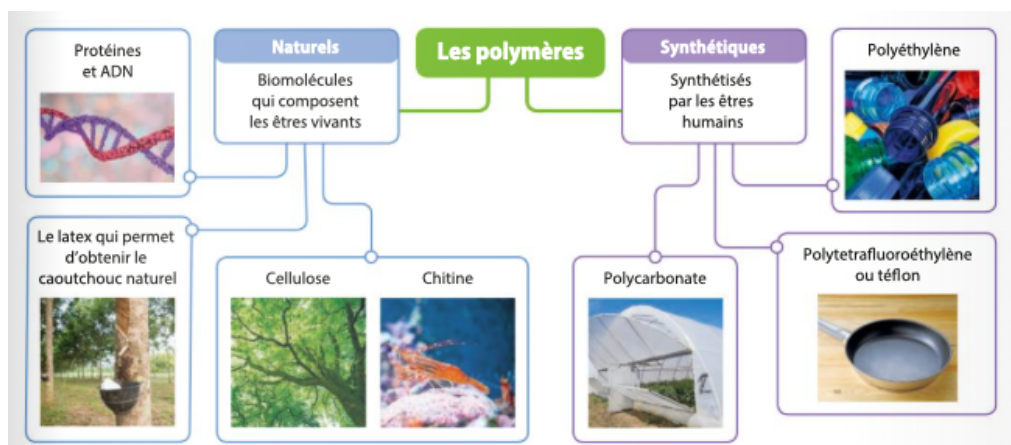 Les polymères
Naturels
Biomolécules
qui composent
les êtres vivants
Protéines
et ADN
Le latex qui permet
d'obtenir le
caoutchouc naturel
Cellulose
Chitine
Synthétiques
Synthétisés
par les êtres
humains
Polyéthylène
Polycarbonate
Polytetrafluoroéthylène
ou téflon